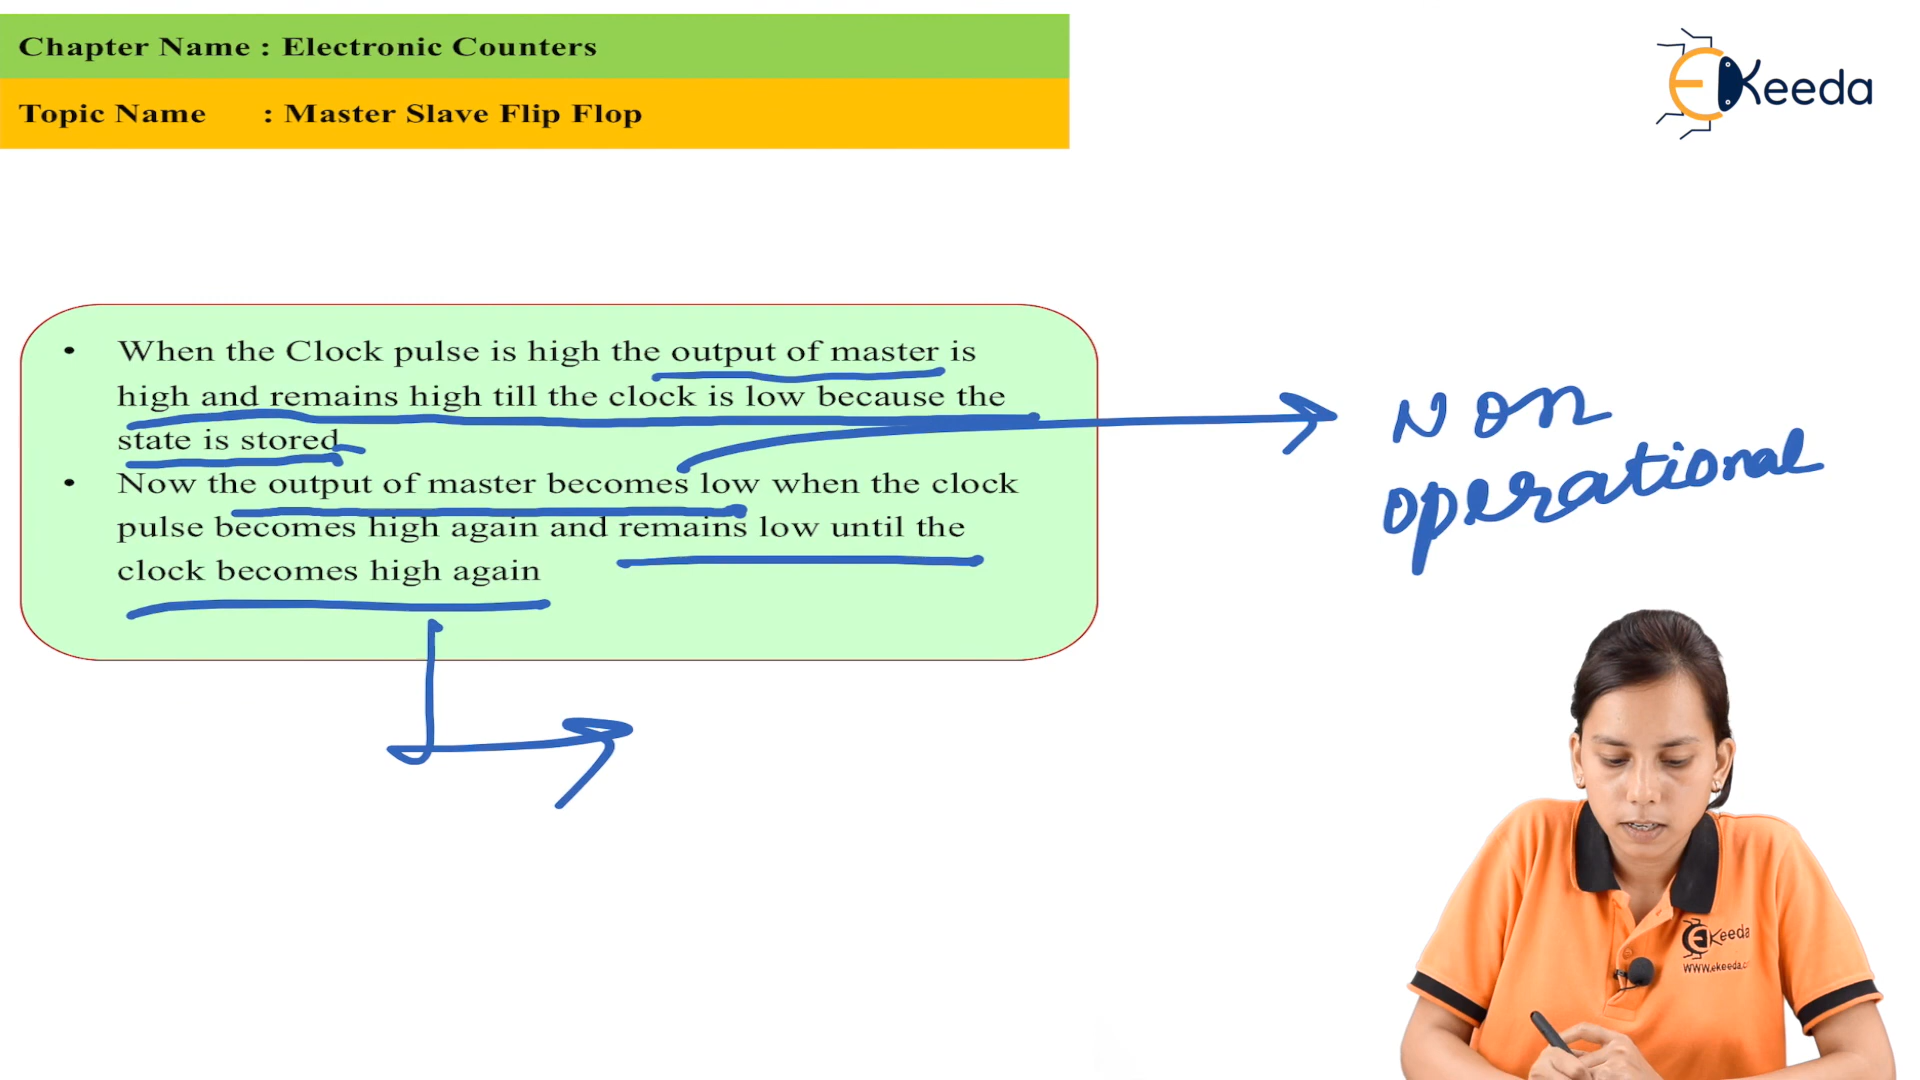 Chapter Name : Electronic Counters
Topic Name : Master Slave Flip Flop
EKeeda
• When the Clock pulse is high the output of master is
high and remains high till the clock is low because the
state is stored
• Now the output of master becomes low when the clock
pulse becomes high again and remains low until the
clock becomes high again
Non
operational
EKeeda
www.ekeeda.c